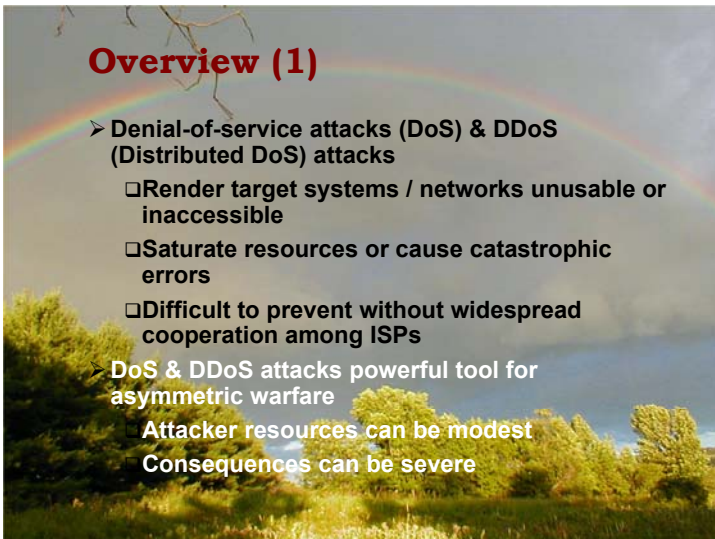 Overview (1)
➢ Denial-of-service attacks (DoS) & DDoS
(Distributed DoS) attacks
❑Render target systems / networks unusable or
inaccessible
❑Saturate resources or cause catastrophic
errors
❑Difficult to prevent without widespread
cooperation among ISPs
➢ DoS & DDoS attacks powerful tool for
asymmetric warfare
❑Attacker resources can be modest
❑Consequences can be severe